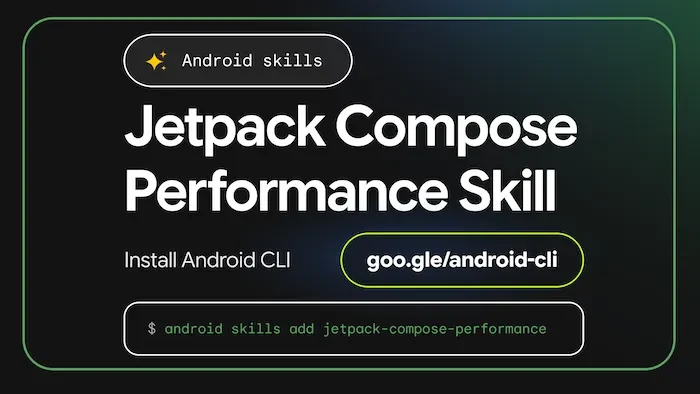 Android skills
Jetpack Compose
Performance Skill
Install Android CLI
goo.gle/android-cli
$ android skills add jetpack-compose-performance